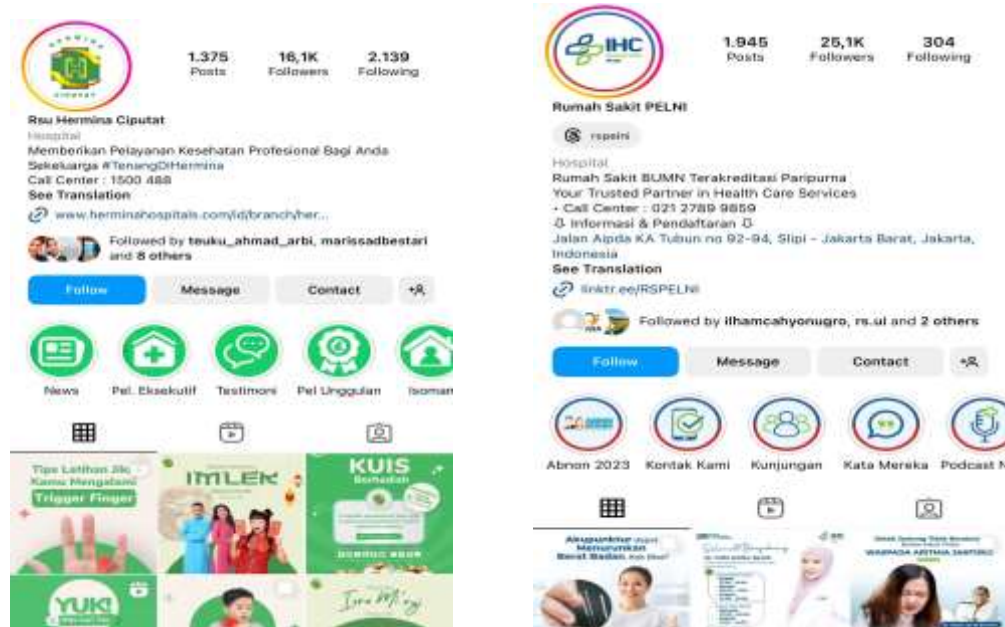 1.375 16,1K 2.139
Posts Followers Following
Rsu Hermina Ciputat
Hospital
Memberikan Pelayanan Kesehatan Profesional Bagi Anda
Sekeluarga #TenangDiHermina
Call Center : 1500 488
See Translation
www.herminahospitals.com/id/branch/her...
Followed by teuku_ahmad_arbi, marissadbestari
and 8 others
Follow Message Contact
News Pel. Eksekutif Testimoni Pel Unggulan Isoman
Tips Latihan Jika
Kamu Mengalami
Trigger Finger
IMLEK
KUIS
Berhadiah
YUK!
IHC
1.945 25,1K 304
Posts Followers Following
Rumah Sakit PELNI
rspelni
Hospital
Rumah Sakit BUMN Terakreditasi Paripurna
Your Trusted Partner in Health Care
Services
- Call Center : 021 2789 9859
Informasi & Pendaftaran
Jalan Aipda KA Tubun no 92-94, Slipi - Jakarta Barat, Jakarta,
Indonesia
See Translation
linktr.ee/RSPELNI
Followed by ilhamcahyonugro, rs.ui and 2 others
Follow Message Contact
Abnon 2023 Kontak Kami Kunjungan Kata Mereka Podcast
Akupunktur
Menurunkan
Berat Badan